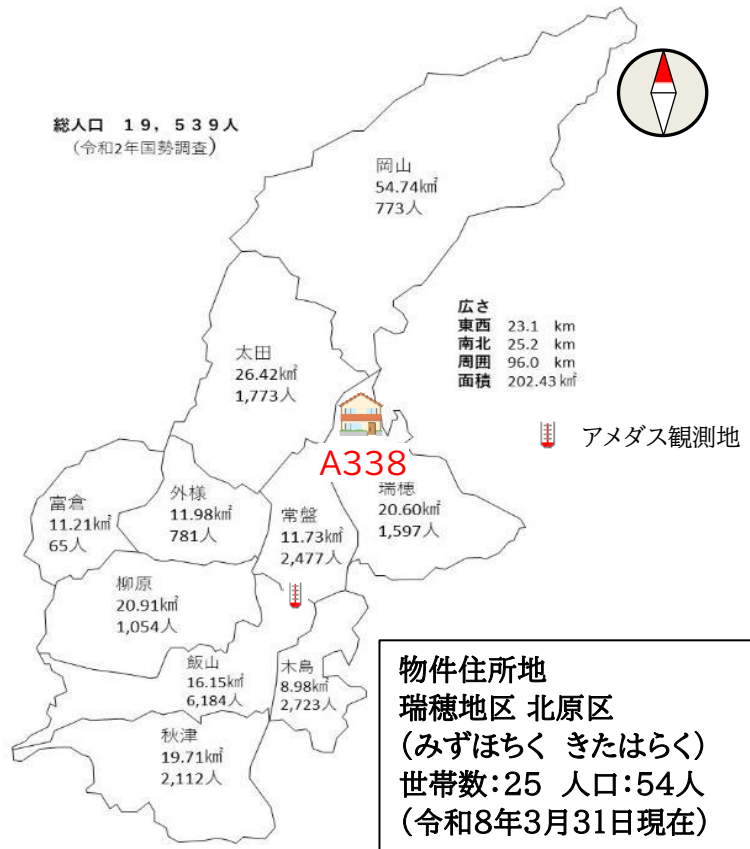 総人口 19，539人
(令和2年国勢調査)
岡山
54.74㎢
773人
広さ
東西 23.1 km
南北 25.2 km
周囲 96.0 km
面積 202.43㎢
太田
26.42㎢
1,773人
アメダス観測地
A338
瑞穂
20.60㎢
1,597人
富倉
11.21㎢
65人
外様
11.98㎢
781人
常盤
11.73㎢
2,477人
柳原
20.91㎢
1,054人
飯山
16.15㎢
6,184人
木島
8.98㎢
2,723人
秋津
19.71㎢
2,112人
物件住所地
瑞穂地区 北原区
(みずほちく きたはらく)
世帯数:25 人口:54人
(令和8年3月31日現在)